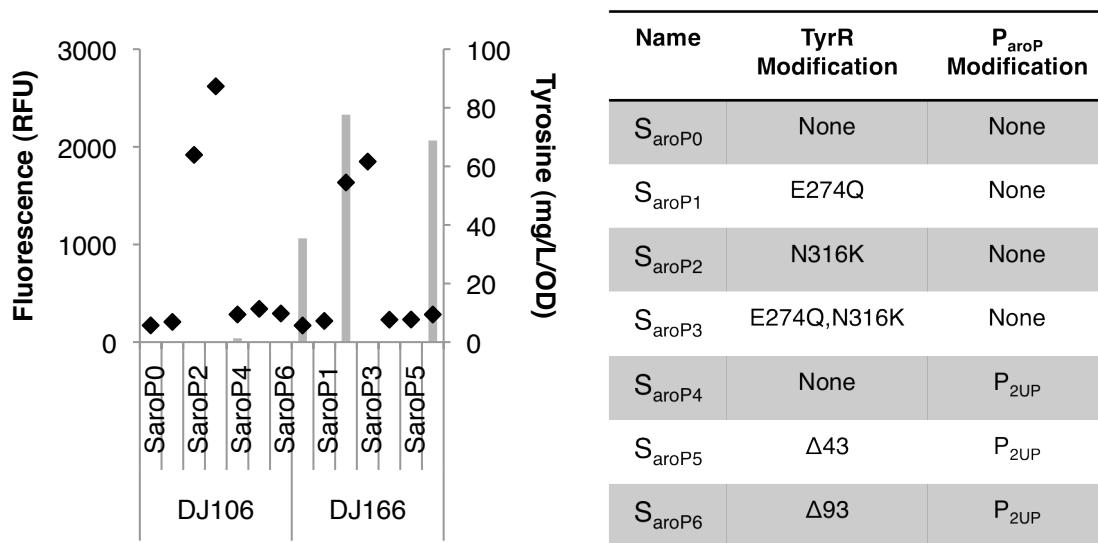 3000
2000
1000
0
Fluorescence (RFU)
100
80
60
40
20
0
Tyrosine (mg/L/OD)
SaroP0
SaroP2
SaroP4
SaroP6
SaroP1
SaroP3
SaroP5
DJ106
DJ166
Name TyrR Modification ParoP Modification
SaroP0 None None
SaroP1 E274Q None
SaroP2 N316K None
SaroP3 E274Q,N316K None
SaroP4 None P2UP
SaroP5 Δ43 P2UP
SaroP6 Δ93 P2UP